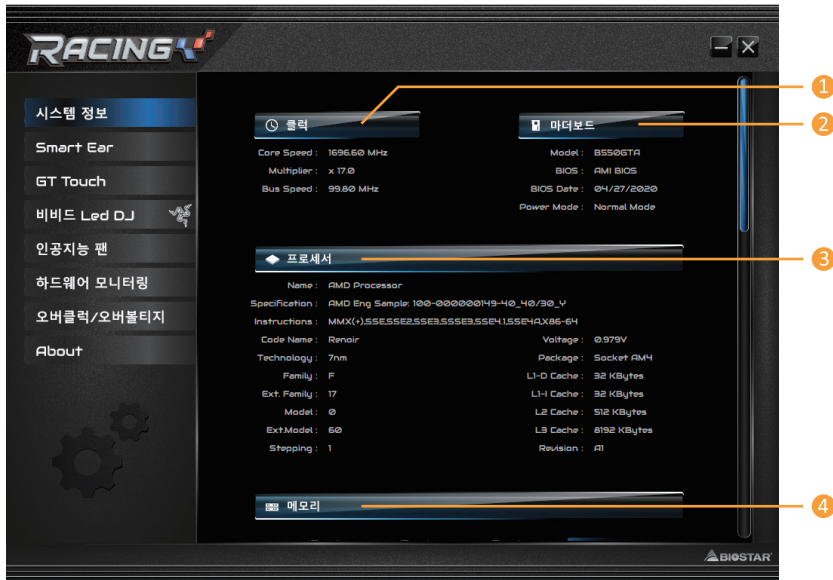 RACING
시스템 정보
Smart Ear
GT Touch
비비드 Led DJ
인공지능 팬
하드웨어 모니터링
오버클럭/오버볼티지
About
클럭
1
Core Speed : 1696.60 MHz
Multiplier : x 17.0
Bus Speed : 99.80 MHz
마더보드
2
Model : B550GTA
BIOS : AMI BIOS
BIOS Date : 04/27/2020
Power Mode : Normal Mode
프로세서
3
Name : AMD Processor
Specification : AMD Eng Sample: 100-000000149-40_40/30_Y
Instructions : MMX(+),SSE,SSE2,SSE3,SSSE3,SSE4.1,SSE4A,X86-64
Code Name : Renoir
Technology : 7nm
Family : F
Ext. Family : 17
Model : 0
Ext.Model : 60
Stepping : 1
Voltage : 0.979V
Package : Socket AM4
L1-D Cache : 32 KBytes
L1-I Cache : 32 KBytes
L2 Cache : 512 KBytes
L3 Cache : 8192 KBytes
Revision : A1
메모리
4
BIOSTAR